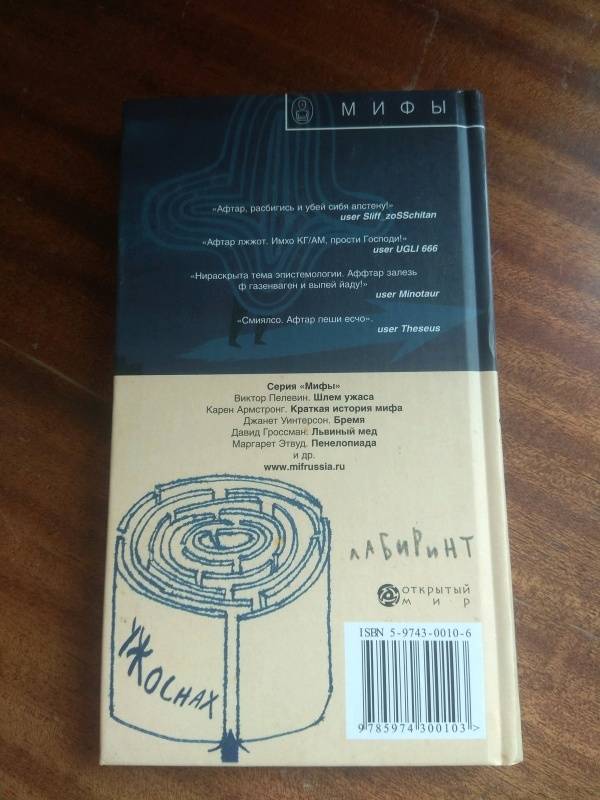 МИФЫ
«Афтар, расбигись и убей сибя апстену!»
user Sliff_zoSSchitan
«Афтар лжжот. Имхо КГ/АМ, прости Господи!»
user UGLI 666
«Нираскрыта тема эпистемологии. Аффтар залезь
ф газенваген и выпей йаду!»
user Minotaur
«Смиялсо. Афтар пеши есчо».
user Theseus
Серия «Мифы»
Виктор Пелевин. Шлем ужаса
Карен Армстронг. Краткая история мифа
Джанет Уинтерсон. Бремя
Давид Гроссман. Львиный мед
Маргарет Этвуд. Пенелопиада
и др.
www.mifrussia.ru
ЛАБИРИНТ
ОТКРЫТЫЙ
МИР
УЖОСНАХ
ISBN 5-9743-0010-6
9785974300103>